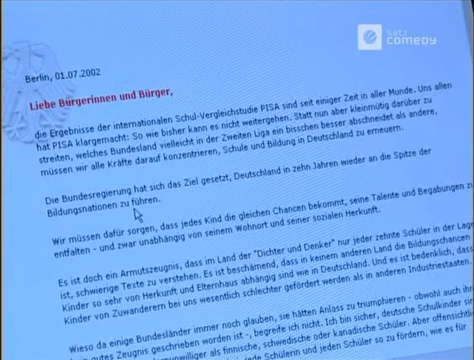 Sat1
comedy
Berlin, 01.07.2002
Liebe Bürgerinnen und Bürger,
die Ergebnisse der internationalen Schul-Vergleichstudie PISA sind seit einiger Zeit in aller Munde. Uns allen
hat PISA klargemacht: So wie bisher kann es nicht weitergehen. Statt nun aber kleinmütig darüber zu
streiten, welches Bundesland vielleicht in der Zweiten Liga ein bisschen besser abschneidet als andere,
müssen wir alle Kräfte darauf konzentrieren, Schule und Bildung in Deutschland zu erneuern.
Die Bundesregierung hat sich das Ziel gesetzt, Deutschland in zehn Jahren wieder an die Spitze der
Bildungsnationen zu führen.
Wir müssen dafür sorgen, dass jedes Kind die gleichen Chancen bekommt, seine Talente und Begabungen zu
entfalten - und zwar unabhängig von seinem Wohnort und seiner sozialen Herkunft.
Es ist doch ein Armutszeugnis, dass im Land der "Dichter und Denker" nur jeder zehnte Schüler in der Lage
ist, schwierige Texte zu verstehen. Es ist beschämend, dass in keinem anderen Land die Bildungschancen
Kinder so sehr von Herkunft und Elternhaus abhängig sind wie in Deutschland. Und es ist bedenklich, dass
Kinder von Zuwanderern bei uns wesentlich schlechter gefördert werden als in anderen Industriestaaten.
Wieso da einige Bundesländer immer noch glauben, sie hätten Anlass zu triumphieren - obwohl auch ihn
gutes Zeugnis geschrieben worden ist -, begreife ich nicht. Ich bin sicher, dass deutsche Schulkinder
williger als finnische, schwedische oder kanadische Schüler. Aber offensichtlich
jede Schülerin und jeden Schüler so zu fördern, wie es für